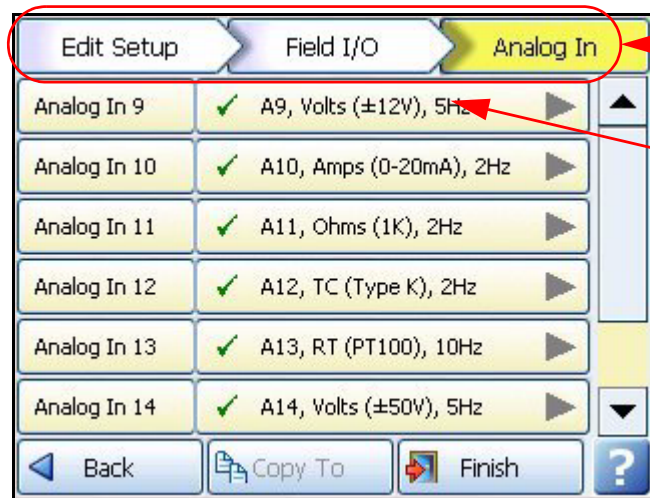 Edit Setup Field I/O Analog In
Analog In 9 ✓ A9, Volts (±12V), 5Hz
Analog In 10 ✓ A10, Amps (0-20mA), 2Hz
Analog In 11 ✓ A11, Ohms (1K), 2Hz
Analog In 12 ✓ A12, TC (Type K), 2Hz
Analog In 13 ✓ A13, RT (PT100), 10Hz
Analog In 14 ✓ A14, Volts (±50V), 5Hz
Back Copy To Finish ?